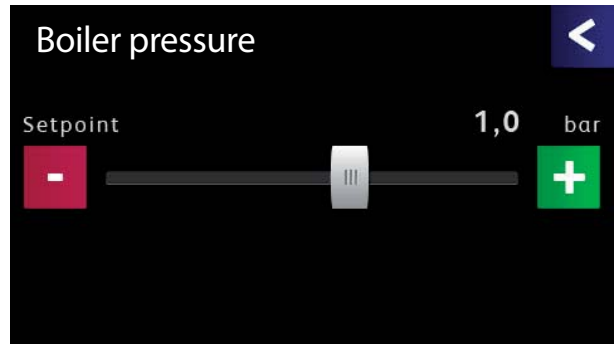 Boiler pressure <
Setpoint 1,0 bar
- +